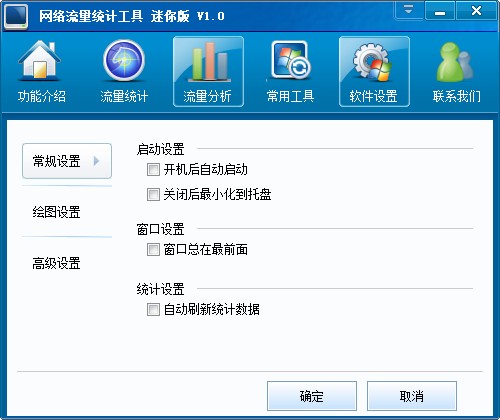 网络流量统计工具 迷你版 V1.0
功能介绍 流量统计 流量分析 常用工具 软件设置 联系我们
常规设置
绘图设置
高级设置
启动设置
开机后自动启动
关闭后最小化到托盘
窗口设置
窗口总在最前面
统计设置
自动刷新统计数据
确定 取消